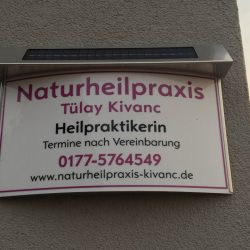 Naturheilpraxis
Tülay Kivanc
Heilpraktikerin
Termine nach Vereinbarung
0177-5764549
www.naturheilpraxis-kivanc.de